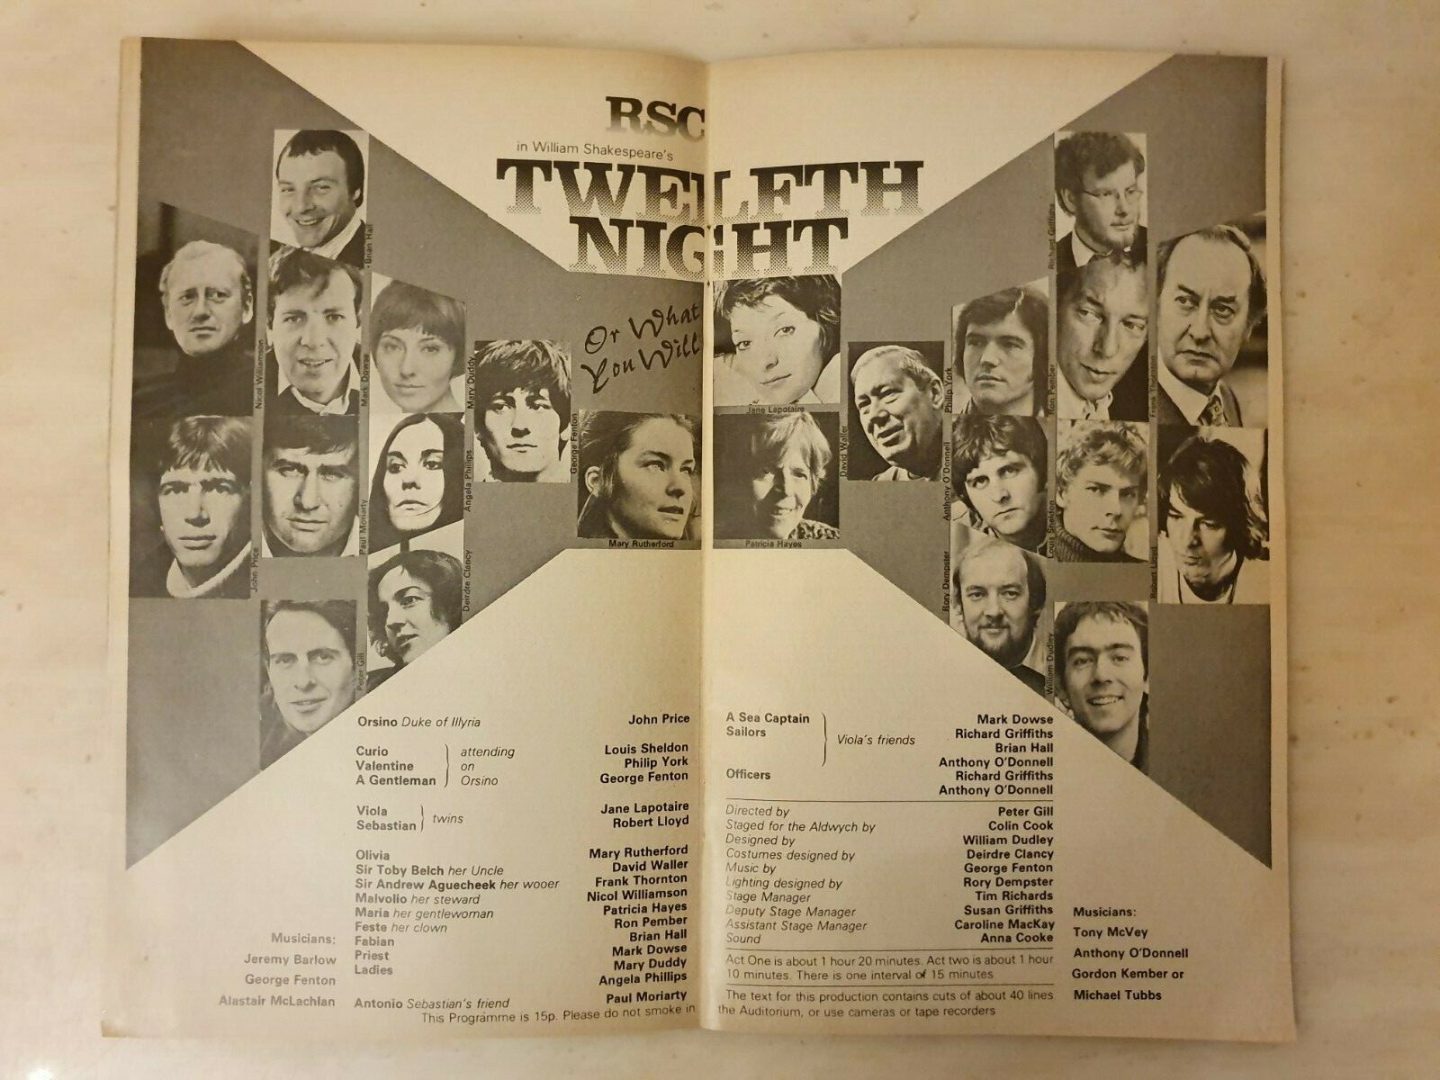 RSC
in William Shakespeare's
TWELFTH
NIGHT
Or What
You Will
Brian Hall
Nicol Williamson
Mark Dowse
Mary Duddy
George Fenton
Angela Phillips
Paul Moriarty
John Price
Deirdre Clancy
Peter Gill
Mary Rutherford
Jane Lapotaire
Patricia Hayes
David Waller
Philip York
Anthony O'Donnell
Richard Griffiths
Ron Pember
Frank Thornton
Louis Sheldon
Robert Lloyd
Rory Dempster
William Dudley
Orsino Duke of Illyria John Price
Curio Louis Sheldon
Valentine Philip York
A Gentleman George Fenton
attending
on
Orsino
Viola Jane Lapotaire
Sebastian Robert Lloyd
twins
Olivia Mary Rutherford
Sir Toby Belch her Uncle David Waller
Sir Andrew Aguecheek her wooer Frank Thornton
Malvolio her steward Nicol Williamson
Maria her gentlewoman Patricia Hayes
Feste her clown Ron Pember
Fabian Brian Hall
Priest Mark Dowse
Ladies Mary Duddy
Angela Phillips
Antonio Sebastian's friend Paul Moriarty
Musicians:
Jeremy Barlow
George Fenton
Alastair McLachlan
This Programme is 15p. Please do not smoke in the Auditorium, or use cameras or tape recorders
A Sea Captain Mark Dowse
Sailors Richard Griffiths
Brian Hall
Anthony O'Donnell
Viola's friends
Officers Richard Griffiths
Anthony O'Donnell
Directed by Peter Gill
Staged for the Aldwych by Colin Cook
Designed by William Dudley
Costumes designed by Deirdre Clancy
Music by George Fenton
Lighting designed by Rory Dempster
Stage Manager Tim Richards
Deputy Stage Manager Susan Griffiths
Assistant Stage Manager Caroline MacKay
Sound Anna Cooke
Act One is about 1 hour 20 minutes. Act two is about 1 hour
10 minutes. There is one interval of 15 minutes
The text for this production contains cuts of about 40 lines
Musicians:
Tony McVey
Anthony O'Donnell
Gordon Kember or
Michael Tubbs